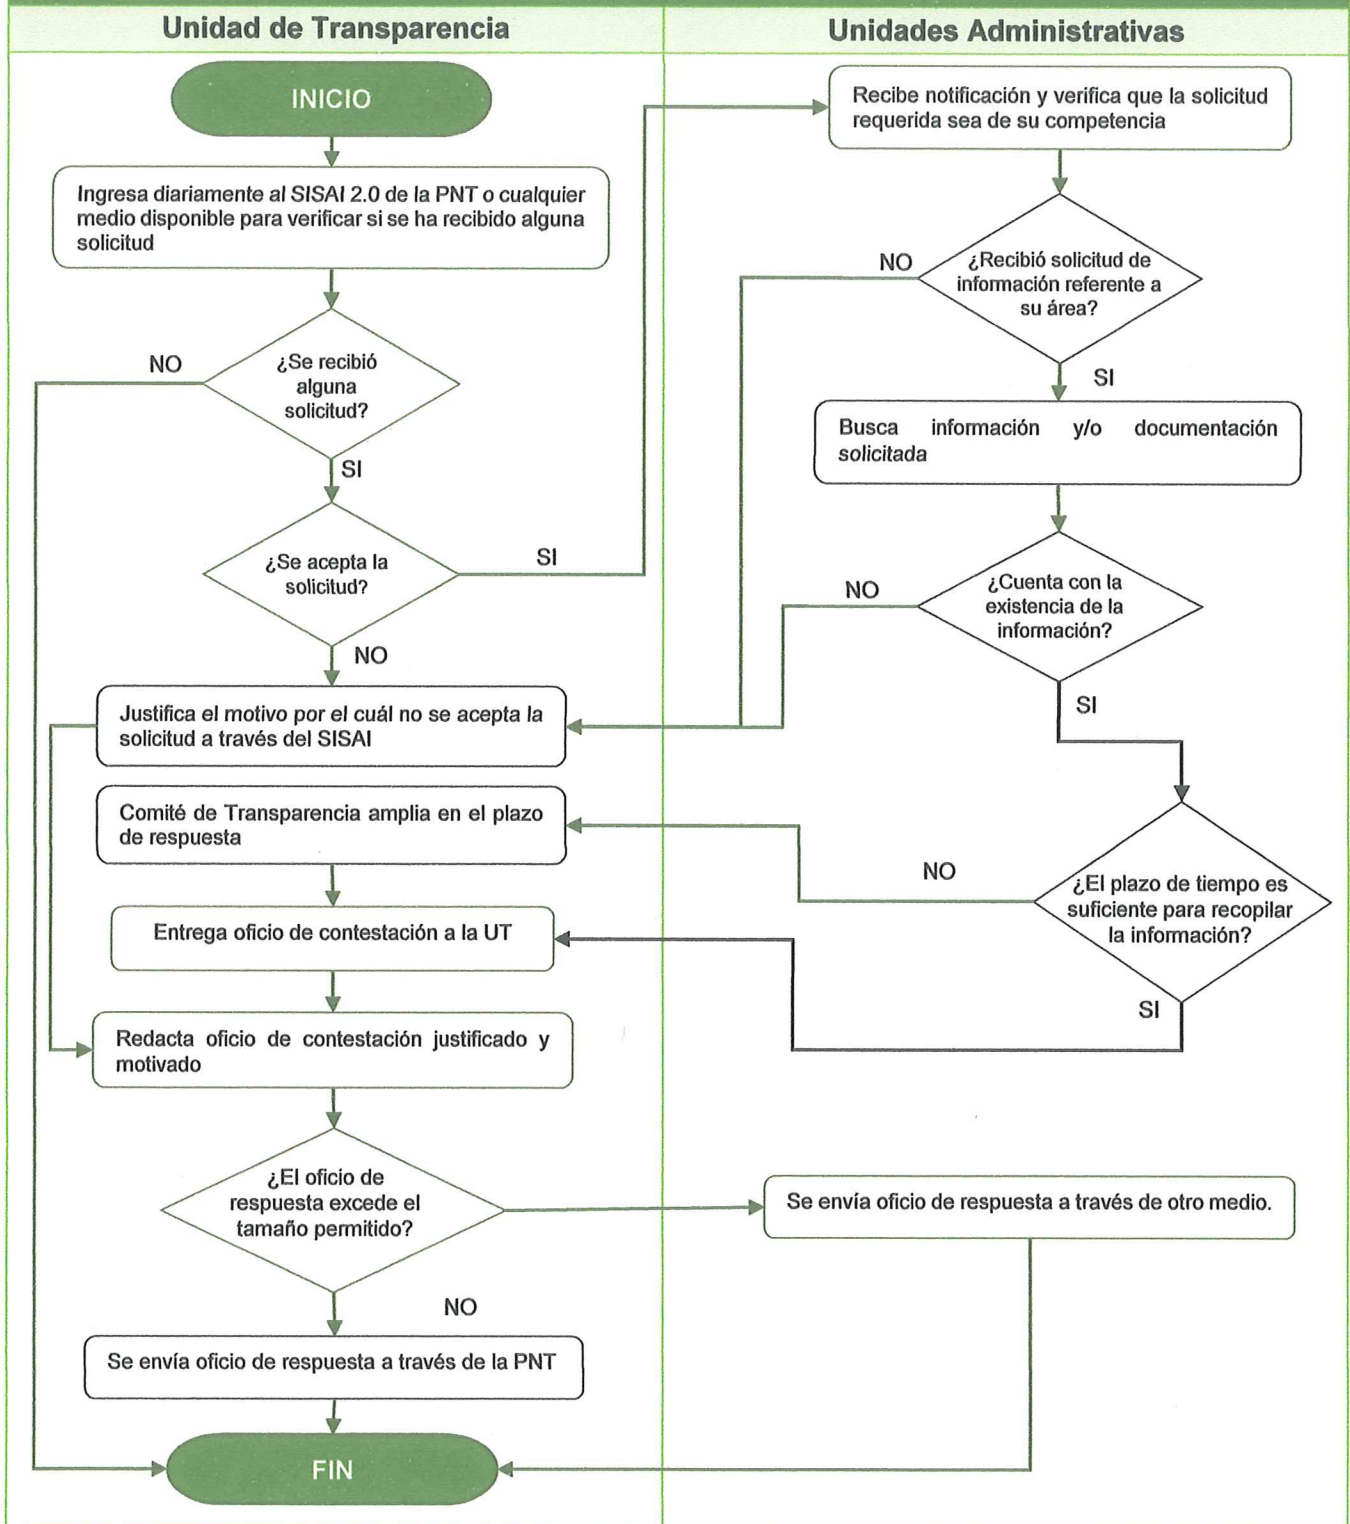 Unidad de Transparencia
Unidades Administrativas
INICIO
Ingresa diariamente al SISAI 2.0 de la PNT o cualquier
medio disponible para verificar si se ha recibido alguna
solicitud
¿Se recibió
alguna
solicitud?
NO
SI
¿Se acepta la
solicitud?
SI
NO
Justifica el motivo por el cuál no se acepta la
solicitud a través del SISAI
Comité de Transparencia amplia en el plazo
de respuesta
Entrega oficio de contestación a la UT
Redacta oficio de contestación justificado y
motivado
¿El oficio de
respuesta excede el
tamaño permitido?
NO
Se envía oficio de respuesta a través de la PNT
FIN
Recibe notificación y verifica que la solicitud
requerida sea de su competencia
¿Recibió solicitud de
información referente a
su área?
NO
SI
Busca información y/o documentación
solicitada
¿Cuenta con la
existencia de la
información?
NO
SI
¿El plazo de tiempo es
suficiente para recopilar
la información?
NO
SI
Se envía oficio de respuesta a través de otro medio.